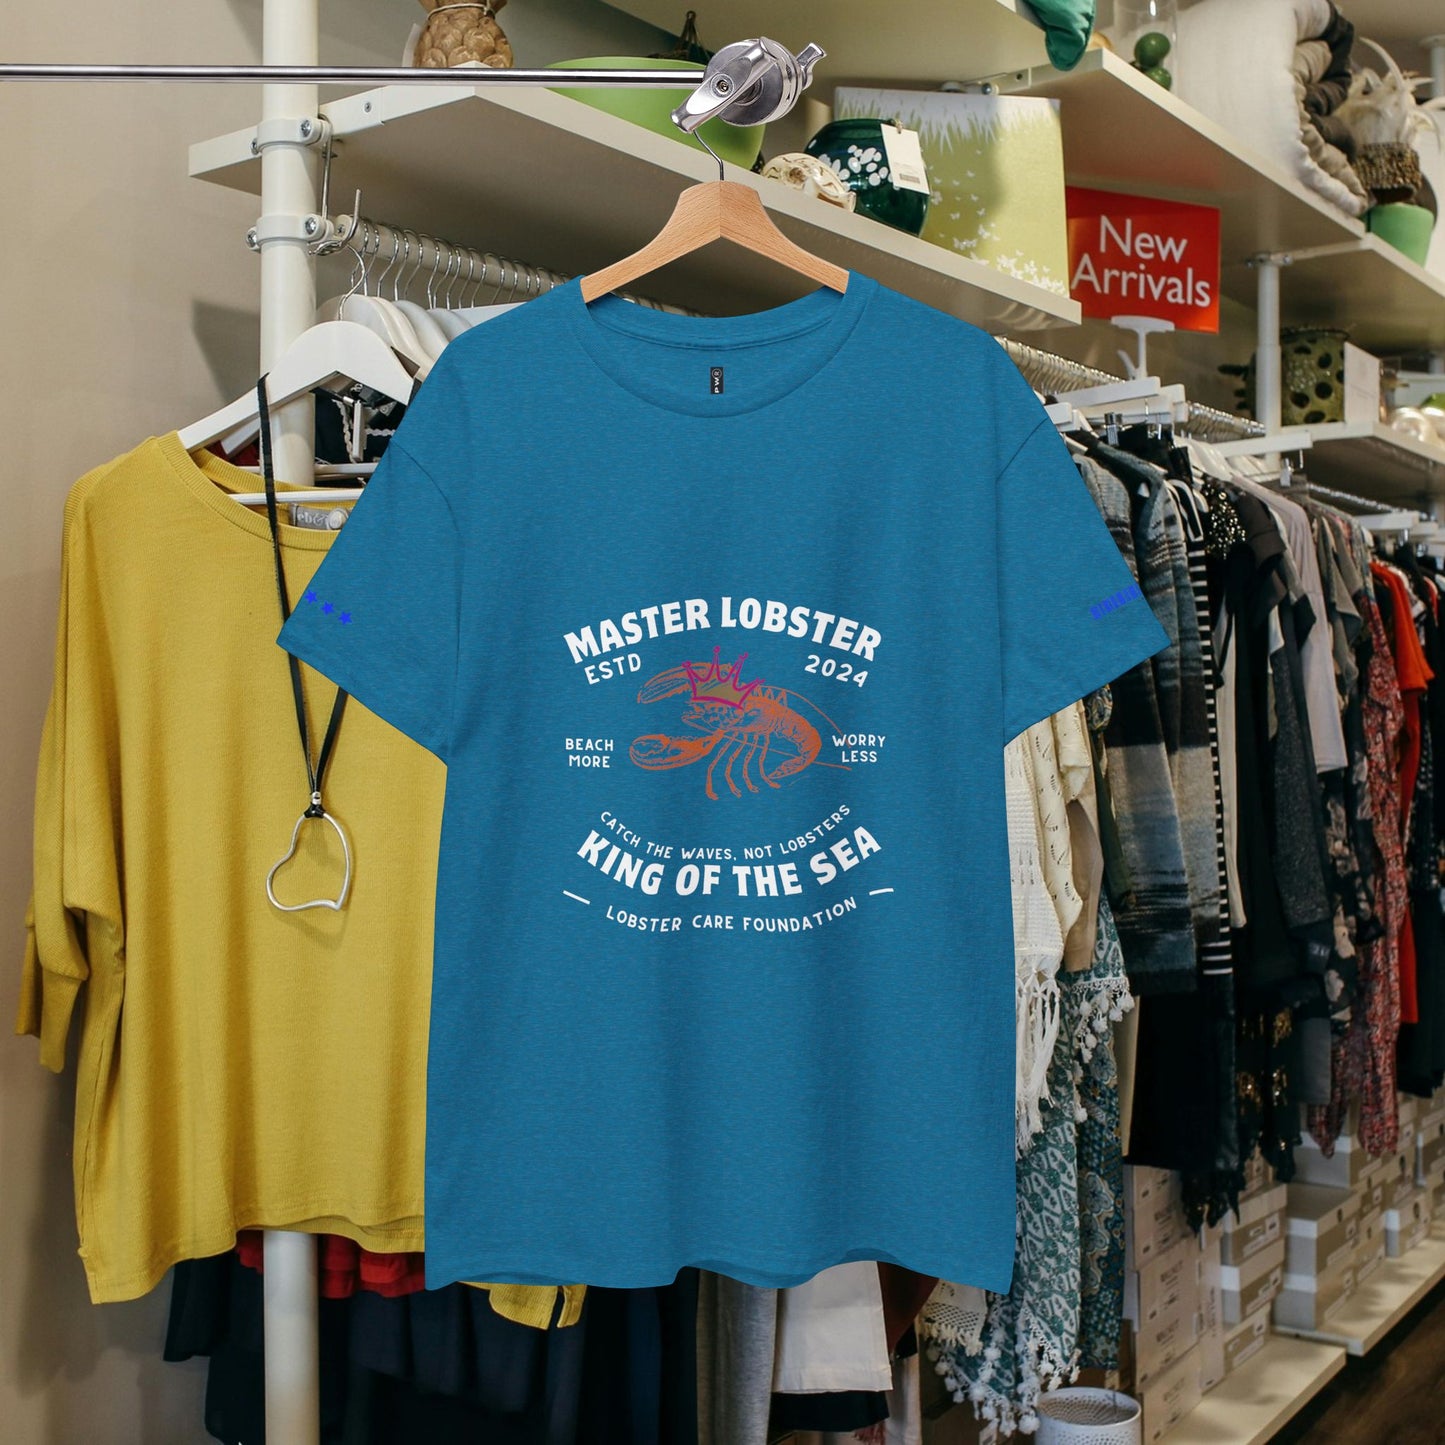 New
Arrivals
PWR
MASTER LOBSTER
ESTD 2024
BEACH
MORE
WORRY
LESS
CATCH THE WAVES, NOT LOBSTERS
KING OF THE SEA
LOBSTER CARE FOUNDATION